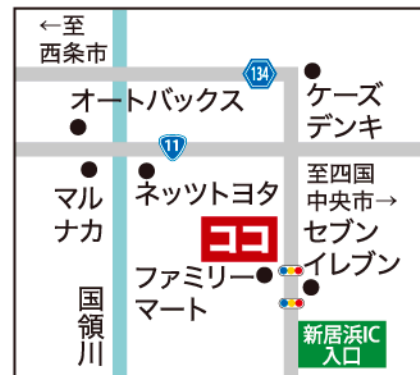 ←至
西条市
134
オートバックス
ケーズ
デンキ
11
マル
ナカ
ネッツトヨタ
至四国
中央市→
ココ
セブン
イレブン
ファミリー
マート
国領川
新居浜IC
入口